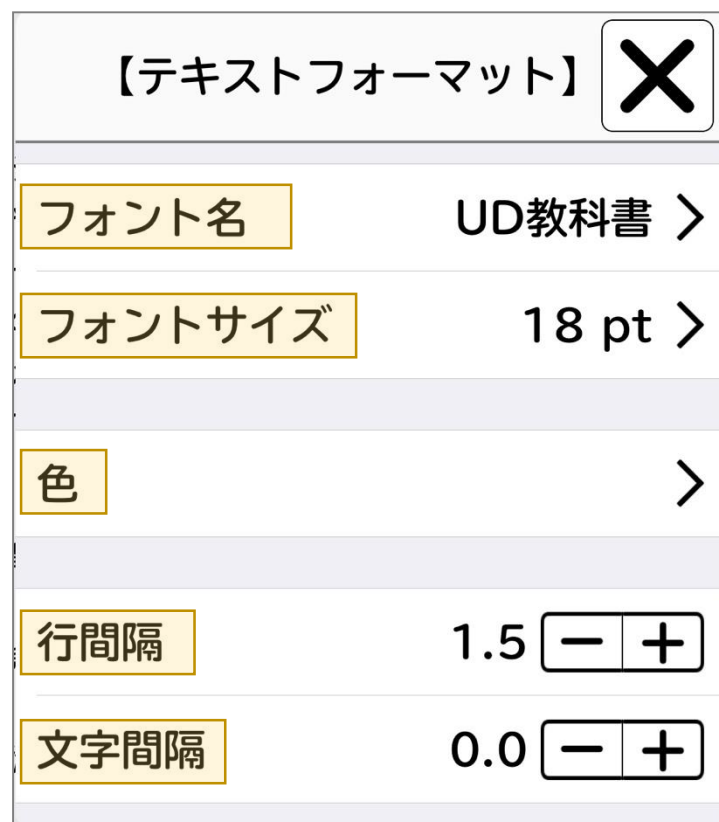 【テキストフォーマット】
フォント名 UD教科書
フォントサイズ 18 pt
色
行間隔 1.5
文字間隔 0.0